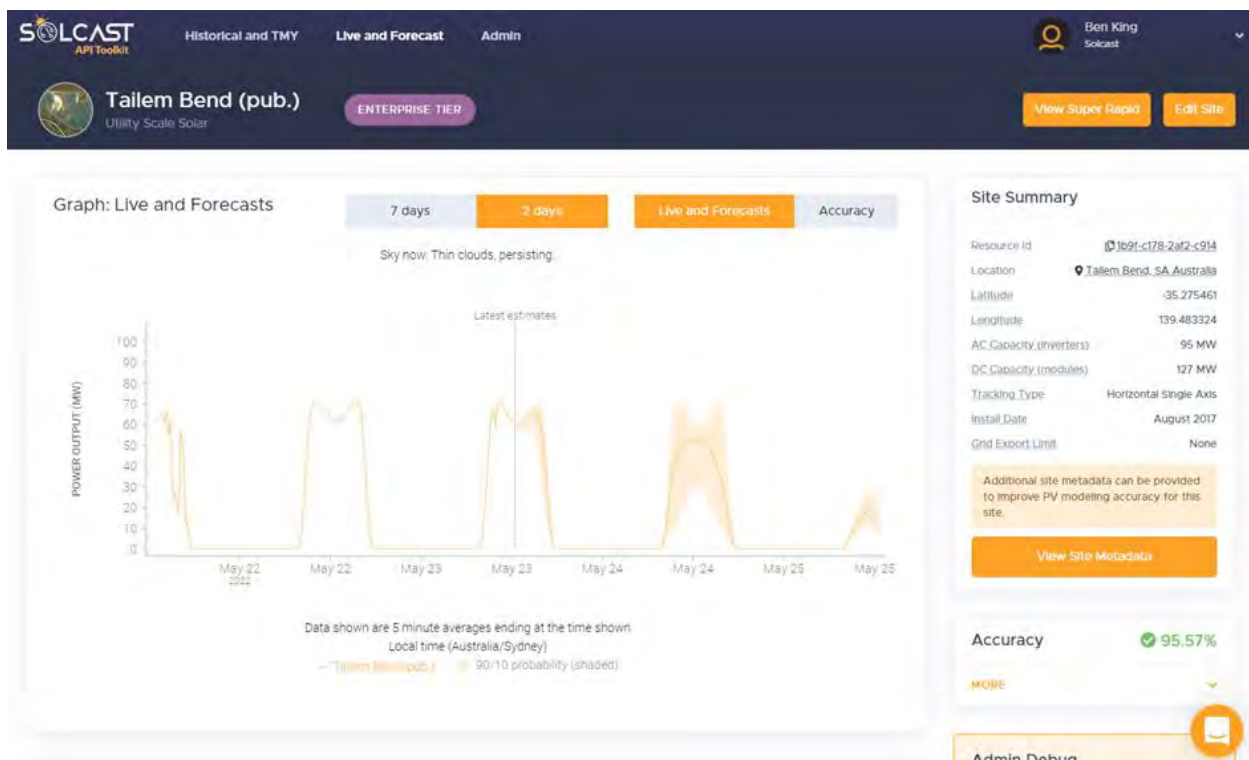 SOLCAST
API Toolkit
Historical and TMY
Live and Forecast
Admin
Ben King
Solcast
Tailem Bend (pub.)
Utility Scale Solar
ENTERPRISE TIER
View Super Rapid
Edit Site
Graph: Live and Forecasts
7 days
2 days
Live and Forecasts
Accuracy
Sky now: Thin clouds, persisting.
Latest estimates
POWER OUTPUT (MW)
100
90
80
70
60
50
40
30
20
10
0
May 22
2022
May 22
May 23
May 23
May 24
May 24
May 25
May 25
Data shown are 5 minute averages ending at the time shown
Local time (Australia/Sydney)
Tailem Bend (pub.)
90/10 probability (shaded)
Site Summary
Resource Id 1b9f-c178-2af2-c914
Location Tailem Bend, SA Australia
Latitude -35.275461
Longitude 139.483324
AC Capacity (inverters) 95 MW
DC Capacity (modules) 127 MW
Tracking Type Horizontal Single Axis
Install Date August 2017
Grid Export Limit None
Additional site metadata can be provided
to improve PV modeling accuracy for this
site.
View Site Metadata
Accuracy 95.57%
MORE
Admin Debug